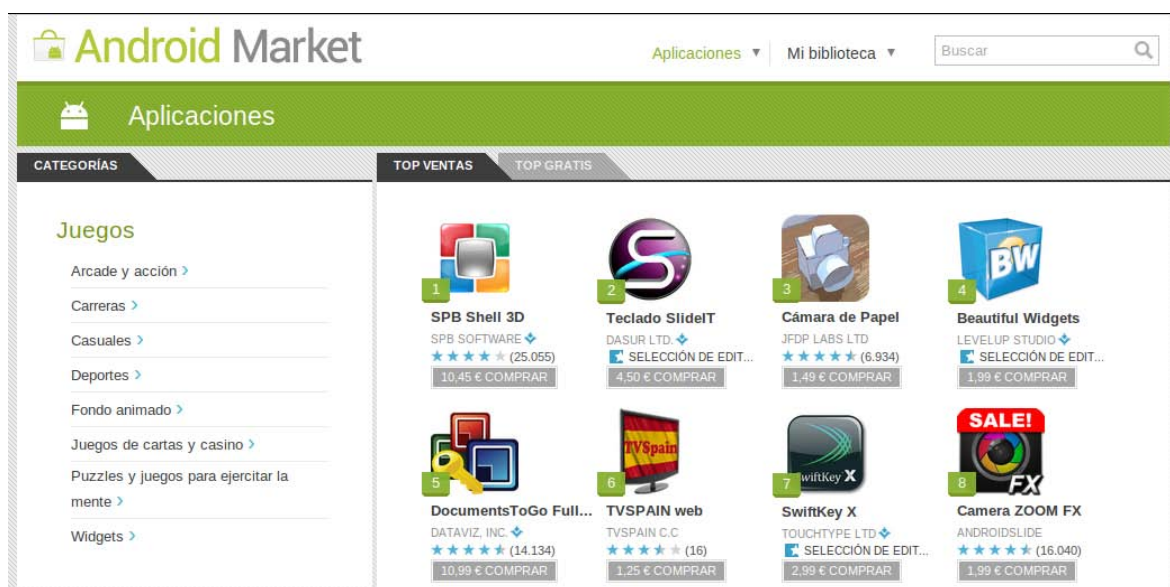 Android Market
Aplicaciones ▼ Mi biblioteca ▼ Buscar
Aplicaciones
CATEGORÍAS
Juegos
Arcade y acción >
Carreras >
Casuales >
Deportes >
Fondo animado >
Juegos de cartas y casino >
Puzzles y juegos para ejercitar la
mente >
Widgets >
TOP VENTAS TOP GRATIS
1
SPB Shell 3D
SPB SOFTWARE
(25.055)
10,45 € COMPRAR
S
2
Teclado SlideIT
DASUR LTD.
SELECCIÓN DE EDIT...
4,50 € COMPRAR
3
Cámara de Papel
JFDP LABS LTD
(6.934)
1,49 € COMPRAR
BW
4
Beautiful Widgets
LEVELUP STUDIO
SELECCIÓN DE EDIT...
1,99 € COMPRAR
5
DocumentsToGo Full...
DATAVIZ, INC.
(14.134)
10,99 € COMPRAR
TVSpain
6
TVSPAIN web
TVSPAIN C.C
(16)
1,25 € COMPRAR
SwiftKey X
7
SwiftKey X
TOUCHTYPE LTD
SELECCIÓN DE EDIT...
2,99 € COMPRAR
SALE!
FX
8
Camera ZOOM FX
ANDROIDSLIDE
(16.040)
1,99 € COMPRAR